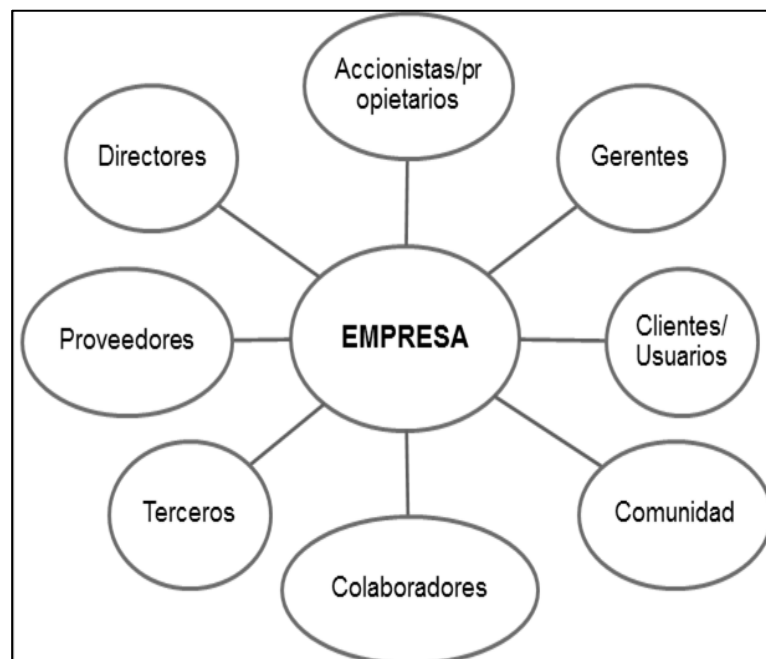 Accionistas/pr
opietarios
Directores
Gerentes
Proveedores
EMPRESA
Clientes/
Usuarios
Terceros
Comunidad
Colaboradores